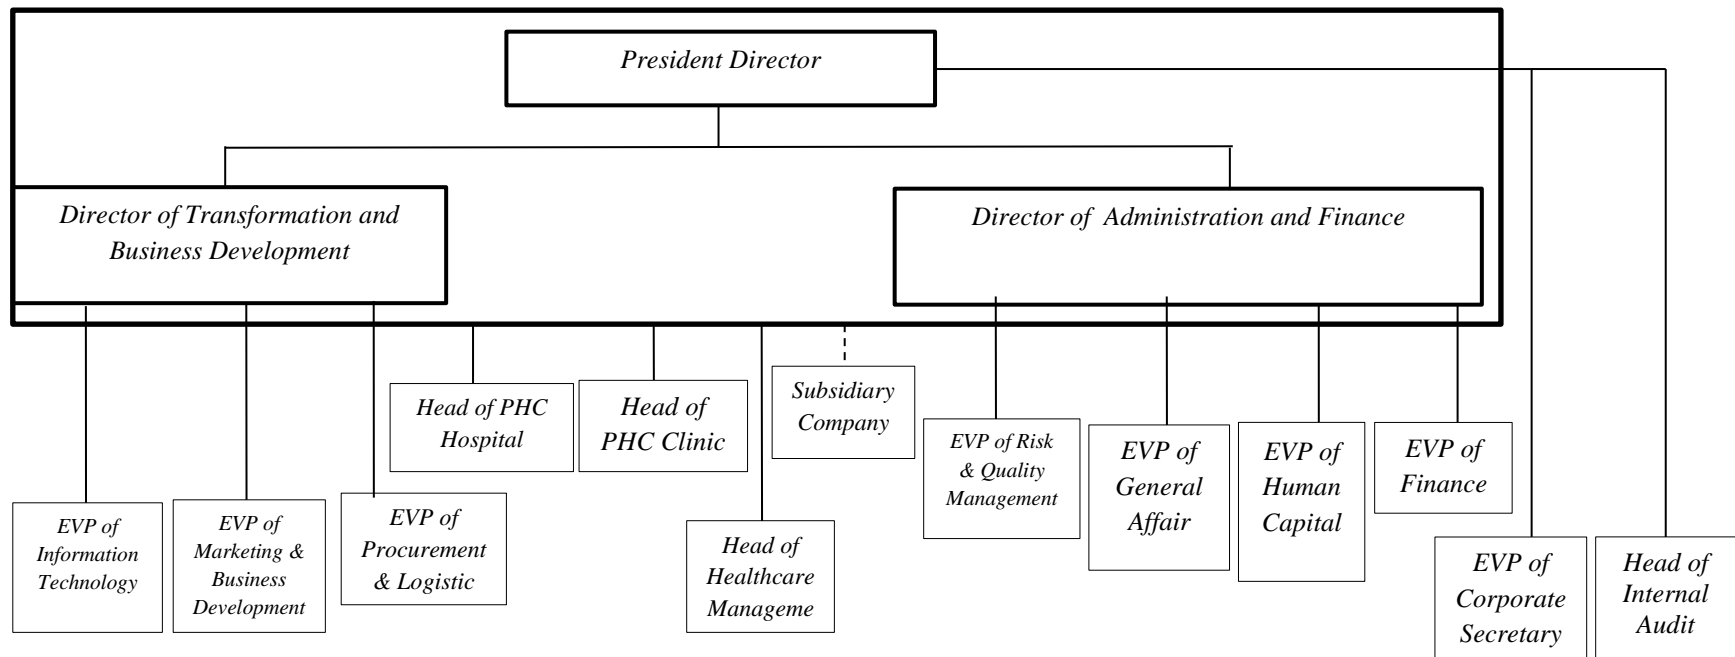 President Director
Director of Transformation and
Business Development
Director of Administration and Finance
Head of PHC
Hospital
Head of
PHC Clinic
Subsidiary
Company
EVP of Risk
& Quality
Management
EVP of
General
Affair
EVP of
Human
Capital
EVP of
Finance
EVP of
Information
Technology
EVP of
Marketing &
Business
Development
EVP of
Procurement
& Logistic
Head of
Healthcare
Manageme
EVP of
Corporate
Secretary
Head of
Internal
Audit